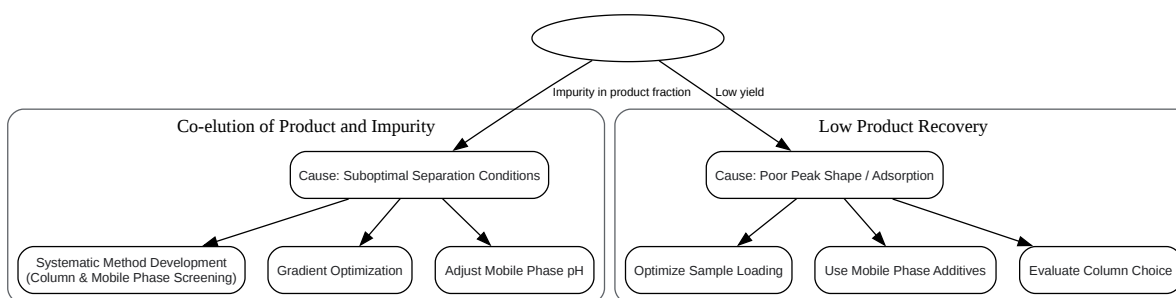 Impurity in product fraction
Low yield
Co-elution of Product and Impurity
Low Product Recovery
Cause: Suboptimal Separation Conditions
Cause: Poor Peak Shape / Adsorption
Systematic Method Development
(Column & Mobile Phase Screening)
Gradient Optimization
Adjust Mobile Phase pH
Optimize Sample Loading
Use Mobile Phase Additives
Evaluate Column Choice